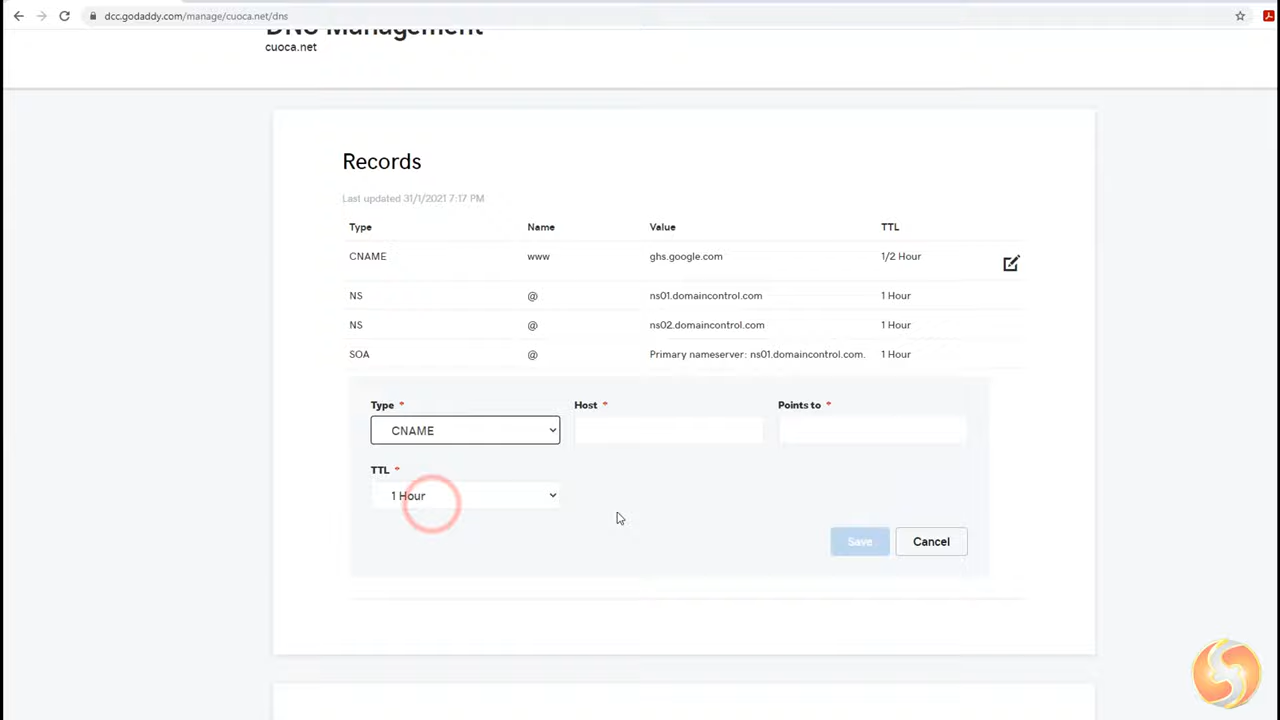 dcc.godaddy.com/manage/cuoca.net/dns
DNS Management
cuoca.net
Records
Last updated 31/1/2021 7:17 PM
Type Name Value TTL
CNAME www ghs.google.com 1/2 Hour
NS @ ns01.domaincontrol.com 1 Hour
NS @ ns02.domaincontrol.com 1 Hour
SOA @ Primary nameserver: ns01.domaincontrol.com. 1 Hour
Type * Host * Points to *
CNAME
TTL *
1 Hour
Save Cancel